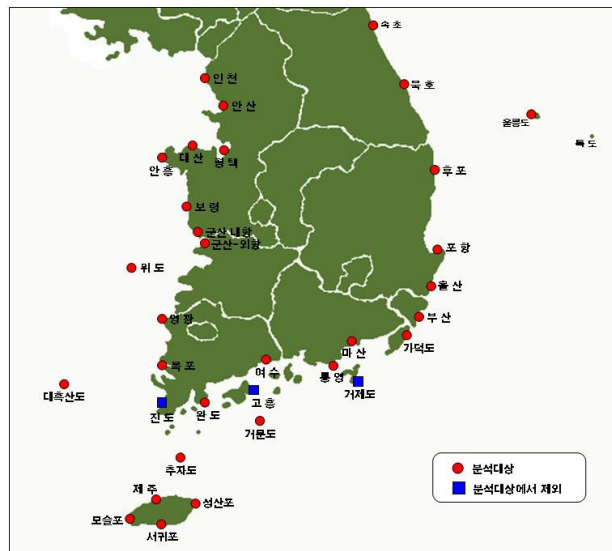 속초
인천
묵호
안산
울릉도
독도
대산
평택
안흥
후포
보령
군산내항
군산-외항
포항
위도
울산
영광
부산
가덕도
마산
여수
통영
목포
거제도
대흑산도
고흥
진도
완도
거문도
추자도
분석대상
분석대상에서 제외
제주
성산포
모슬포
서귀포